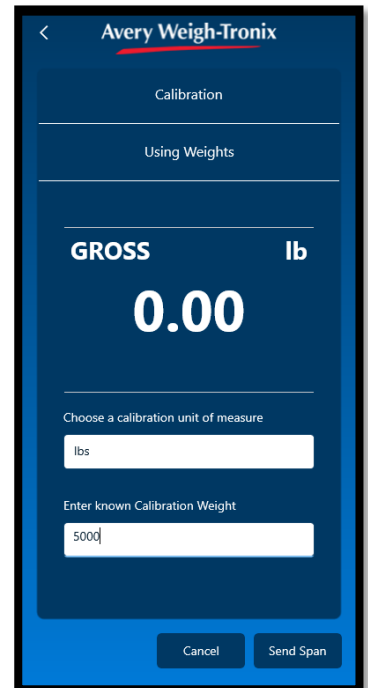 Avery Weigh-Tronix
Calibration
Using Weights
GROSS lb
0.00
Choose a calibration unit of measure
lbs
Enter known Calibration Weight
5000
Cancel Send Span